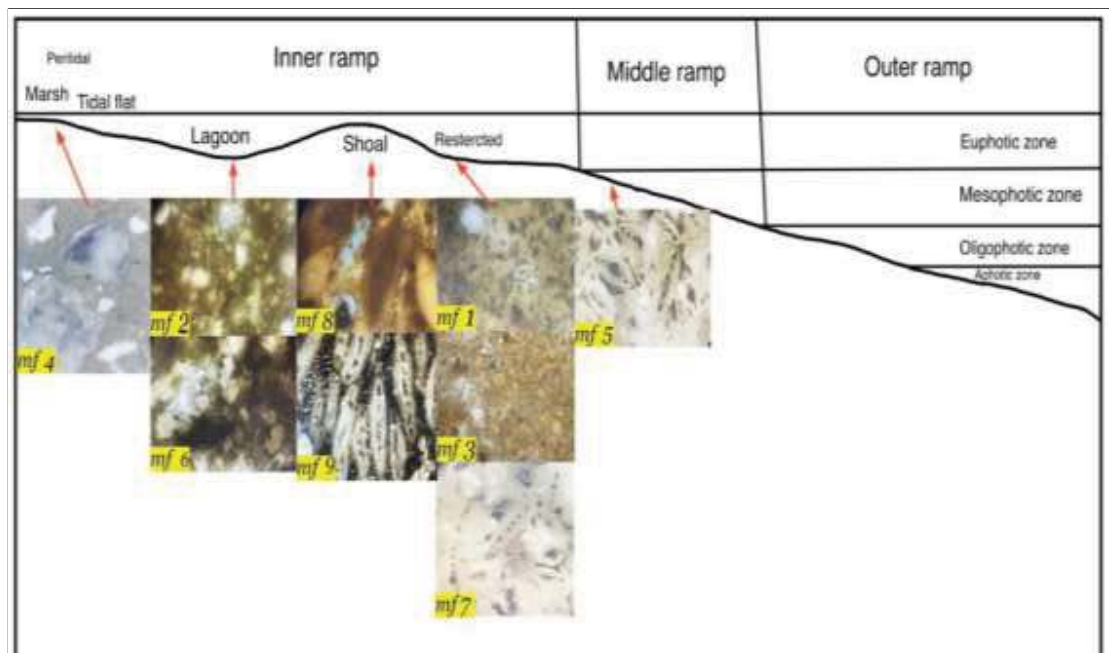 Peritidal
Inner ramp
Middle ramp
Outer ramp
Marsh
Tidal flat
Lagoon
Shoal
Restercted
Euphotic zone
Mesophotic zone
Oligophotic zone
Aphotic zone
mf 4
mf 2
mf 8
mf 1
mf 5
mf 6
mf 9
mf 3
mf 7